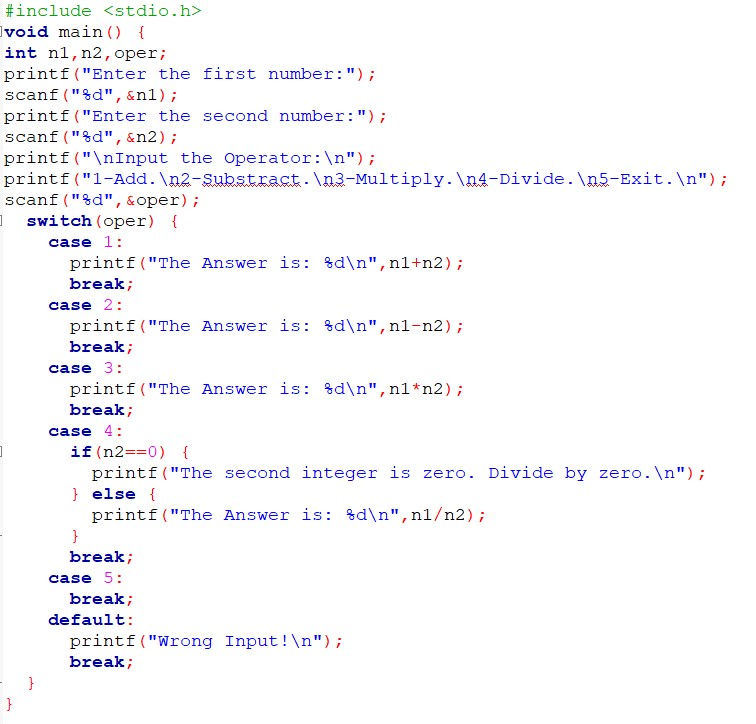 #include <stdio.h>
void main() {
int n1,n2,oper;
printf("Enter the first number:");
scanf("%d",&n1);
printf("Enter the second number:");
scanf("%d",&n2);
printf("\nInput the Operator:\n");
printf("1-Add.\n2-Substract.\n3-Multiply.\n4-Divide.\n5-Exit.\n");
scanf("%d",&oper);
  switch(oper) {
    case 1:
      printf("The Answer is: %d\n",n1+n2);
      break;
    case 2:
      printf("The Answer is: %d\n",n1-n2);
      break;
    case 3:
      printf("The Answer is: %d\n",n1*n2);
      break;
    case 4:
      if(n2==0) {
        printf("The second integer is zero. Divide by zero.\n");
      } else {
        printf("The Answer is: %d\n",n1/n2);
      }
      break;
    case 5:
      break;
    default:
      printf("Wrong Input!\n");
      break;
  }
}